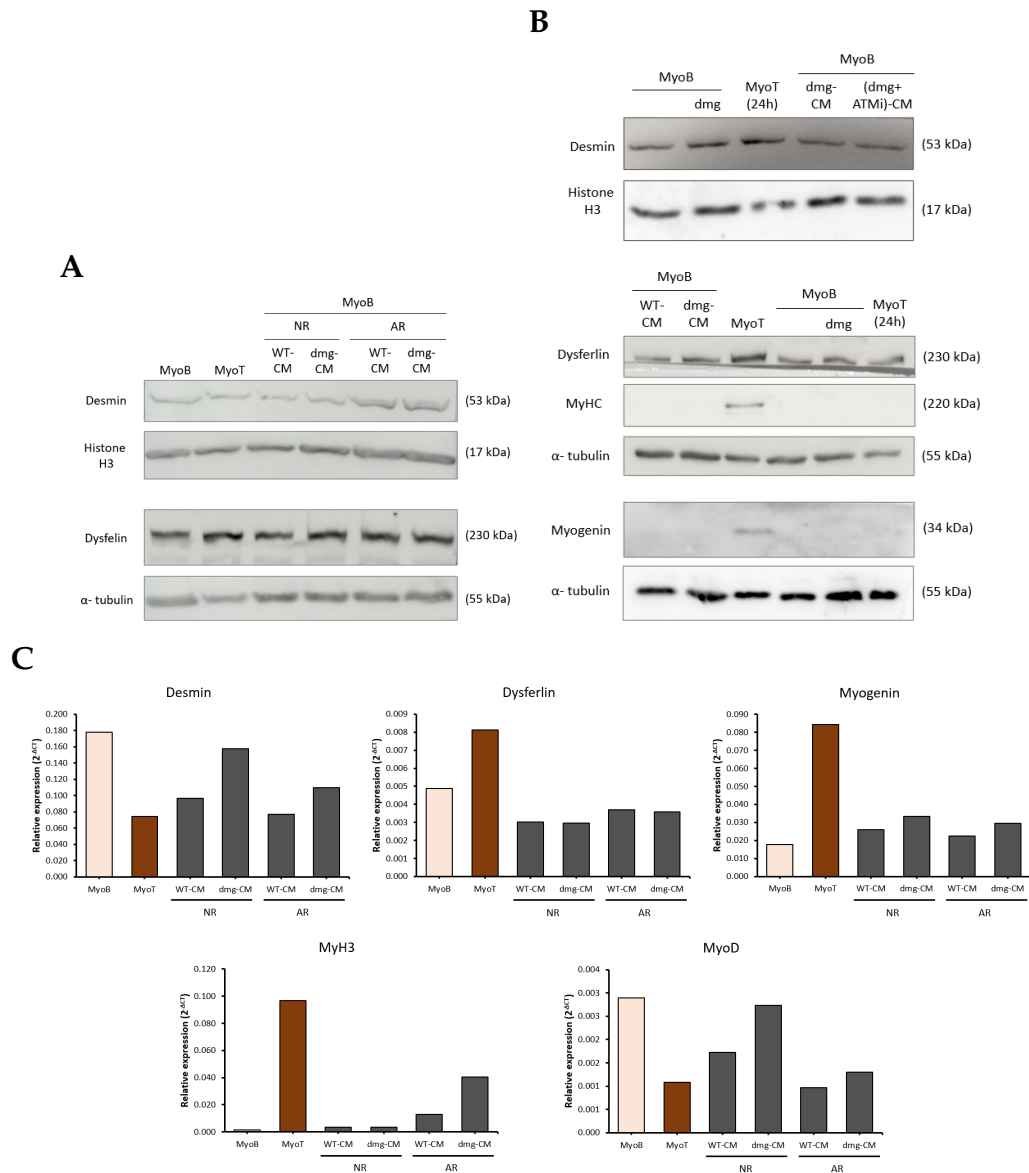 B
MyoB
MyoB
MyoT
(24h)
dmg
dmg-
CM
(dmg+
ATMi)-CM
Desmin
(53 kDa)
Histone
H3
(17 kDa)
A
MyoB
NR
AR
MyoB
MyoT
WT-
CM
dmg-
CM
WT-
CM
dmg-
CM
Desmin
(53 kDa)
Histone
H3
(17 kDa)
Dysfelin
(230 kDa)
α- tubulin
(55 kDa)
MyoB
WT-
CM
dmg-
CM
MyoT
MyoB
dmg
MyoT
(24h)
Dysferlin
(230 kDa)
MyHC
(220 kDa)
α- tubulin
(55 kDa)
Myogenin
(34 kDa)
α- tubulin
(55 kDa)
C
Desmin
Relative expression (2^-ΔCT)
0.200
0.180
0.160
0.140
0.120
0.100
0.080
0.060
0.040
0.020
0.000
MyoB MyoT WT-CM dmg-CM WT-CM dmg-CM
NR AR
Dysferlin
Relative expression (2^-ΔCT)
0.009
0.008
0.007
0.006
0.005
0.004
0.003
0.002
0.001
0.000
MyoB MyoT WT-CM dmg-CM WT-CM dmg-CM
NR AR
Myogenin
Relative expression (2^-ΔCT)
0.090
0.080
0.070
0.060
0.050
0.040
0.030
0.020
0.010
0.000
MyoB MyoT WT-CM dmg-CM WT-CM dmg-CM
NR AR
MyH3
Relative expression (2^-ΔCT)
0.120
0.100
0.080
0.060
0.040
0.020
0.000
MyoB MyoT WT-CM dmg-CM WT-CM dmg-CM
NR AR
MyoD
Relative expression (2^-ΔCT)
0.004
0.003
0.003
0.002
0.002
0.001
0.001
0.000
MyoB MyoT WT-CM dmg-CM WT-CM dmg-CM
NR AR